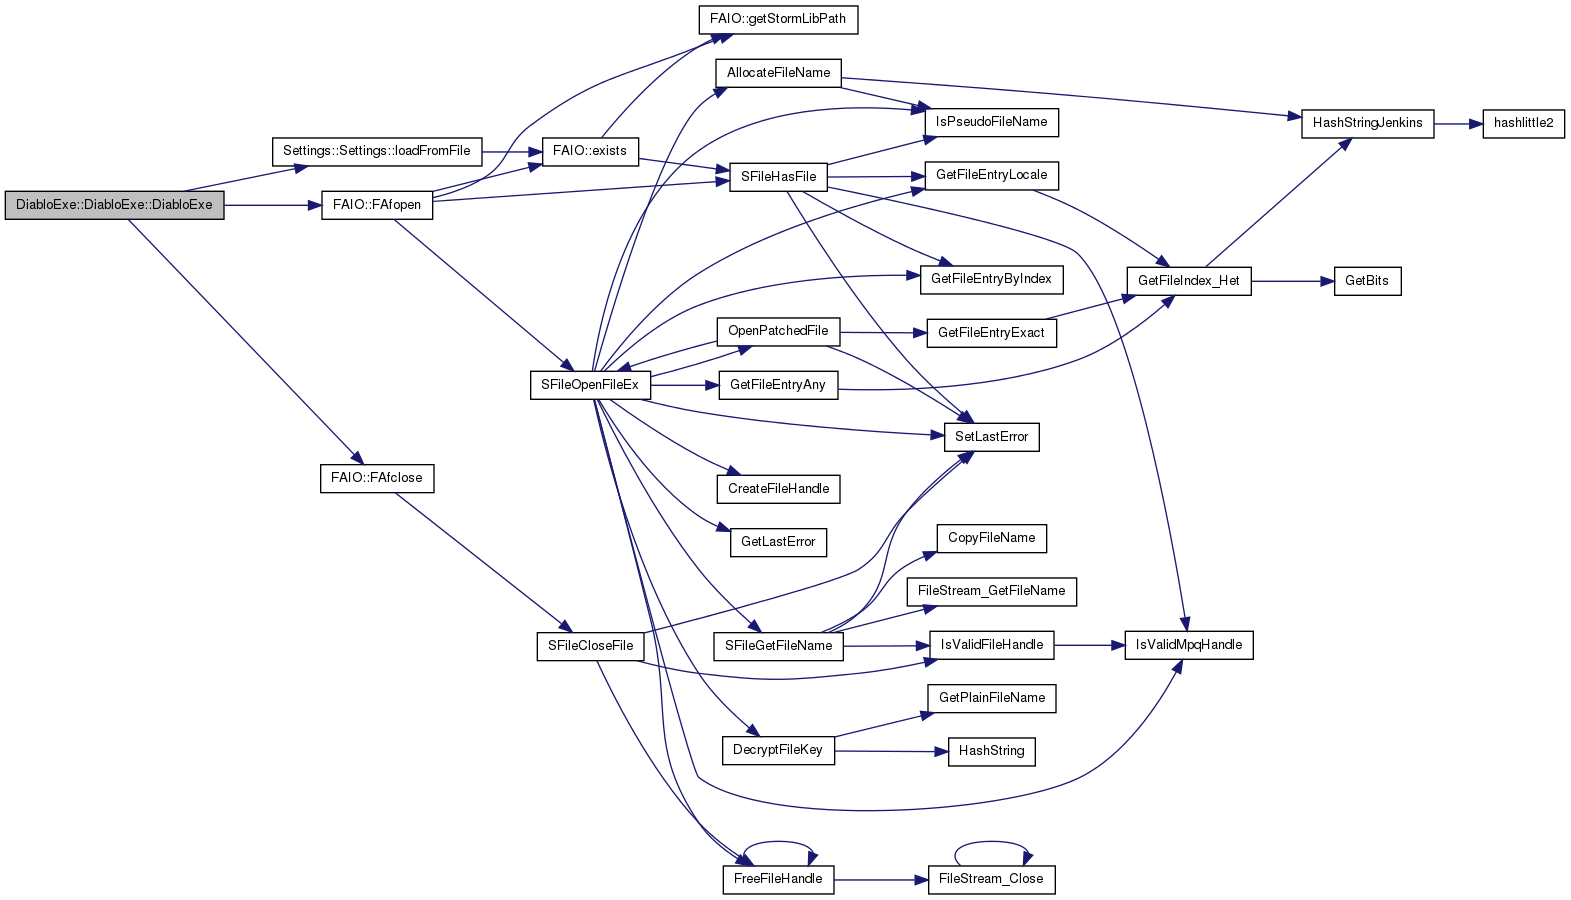 FAIO::getStormLibPath
AllocateFileName
IsPseudoFileName
HashStringJenkins
hashlittle2
Settings::Settings::loadFromFile
FAIO::exists
SFileHasFile
GetFileEntryLocale
DiabloExe::DiabloExe::DiabloExe
FAIO::FAfopen
GetFileEntryByIndex
GetFileIndex_Het
GetBits
OpenPatchedFile
GetFileEntryExact
SFileOpenFileEx
GetFileEntryAny
SetLastError
FAIO::FAfclose
CreateFileHandle
GetLastError
CopyFileName
FileStream_GetFileName
SFileCloseFile
SFileGetFileName
IsValidFileHandle
IsValidMpqHandle
GetPlainFileName
DecryptFileKey
HashString
FreeFileHandle
FileStream_Close